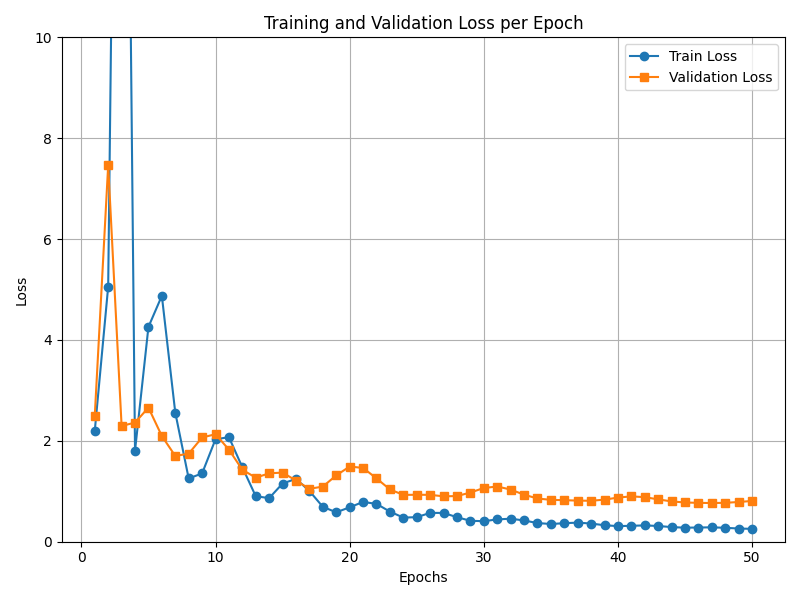 Training and Validation Loss per Epoch
10
8
6
4
2
0
Loss
Train Loss
Validation Loss
0 10 20 30 40 50
Epochs